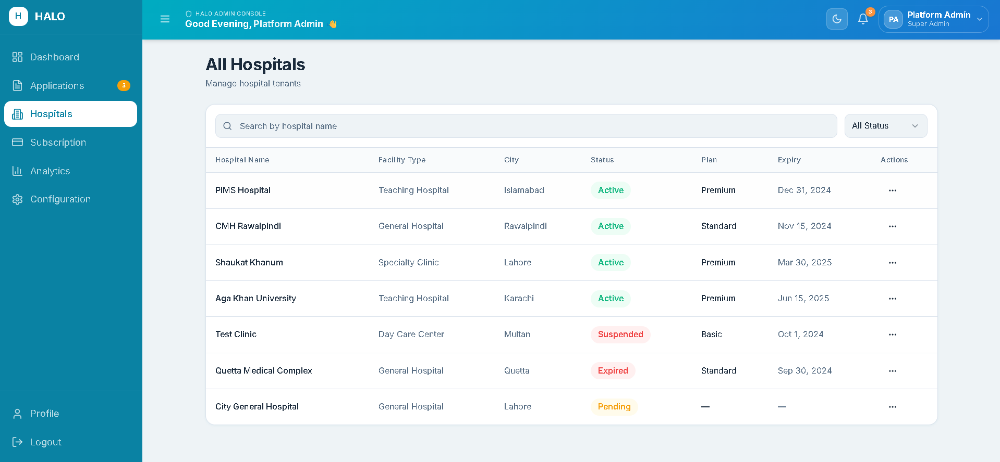 H HALO
HALO ADMIN CONSOLE
Good Evening, Platform Admin 👋
3
PA
Platform Admin
Super Admin
Dashboard
Applications 3
Hospitals
Subscription
Analytics
Configuration
Profile
Logout
All Hospitals
Manage hospital tenants
Search by hospital name
All Status
Hospital Name Facility Type City Status Plan Expiry Actions
PIMS Hospital Teaching Hospital Islamabad Active Premium Dec 31, 2024 ···
CMH Rawalpindi General Hospital Rawalpindi Active Standard Nov 15, 2024 ···
Shaukat Khanum Specialty Clinic Lahore Active Premium Mar 30, 2025 ···
Aga Khan University Teaching Hospital Karachi Active Premium Jun 15, 2025 ···
Test Clinic Day Care Center Multan Suspended Basic Oct 1, 2024 ···
Quetta Medical Complex General Hospital Quetta Expired Standard Sep 30, 2024 ···
City General Hospital General Hospital Lahore Pending — — ···